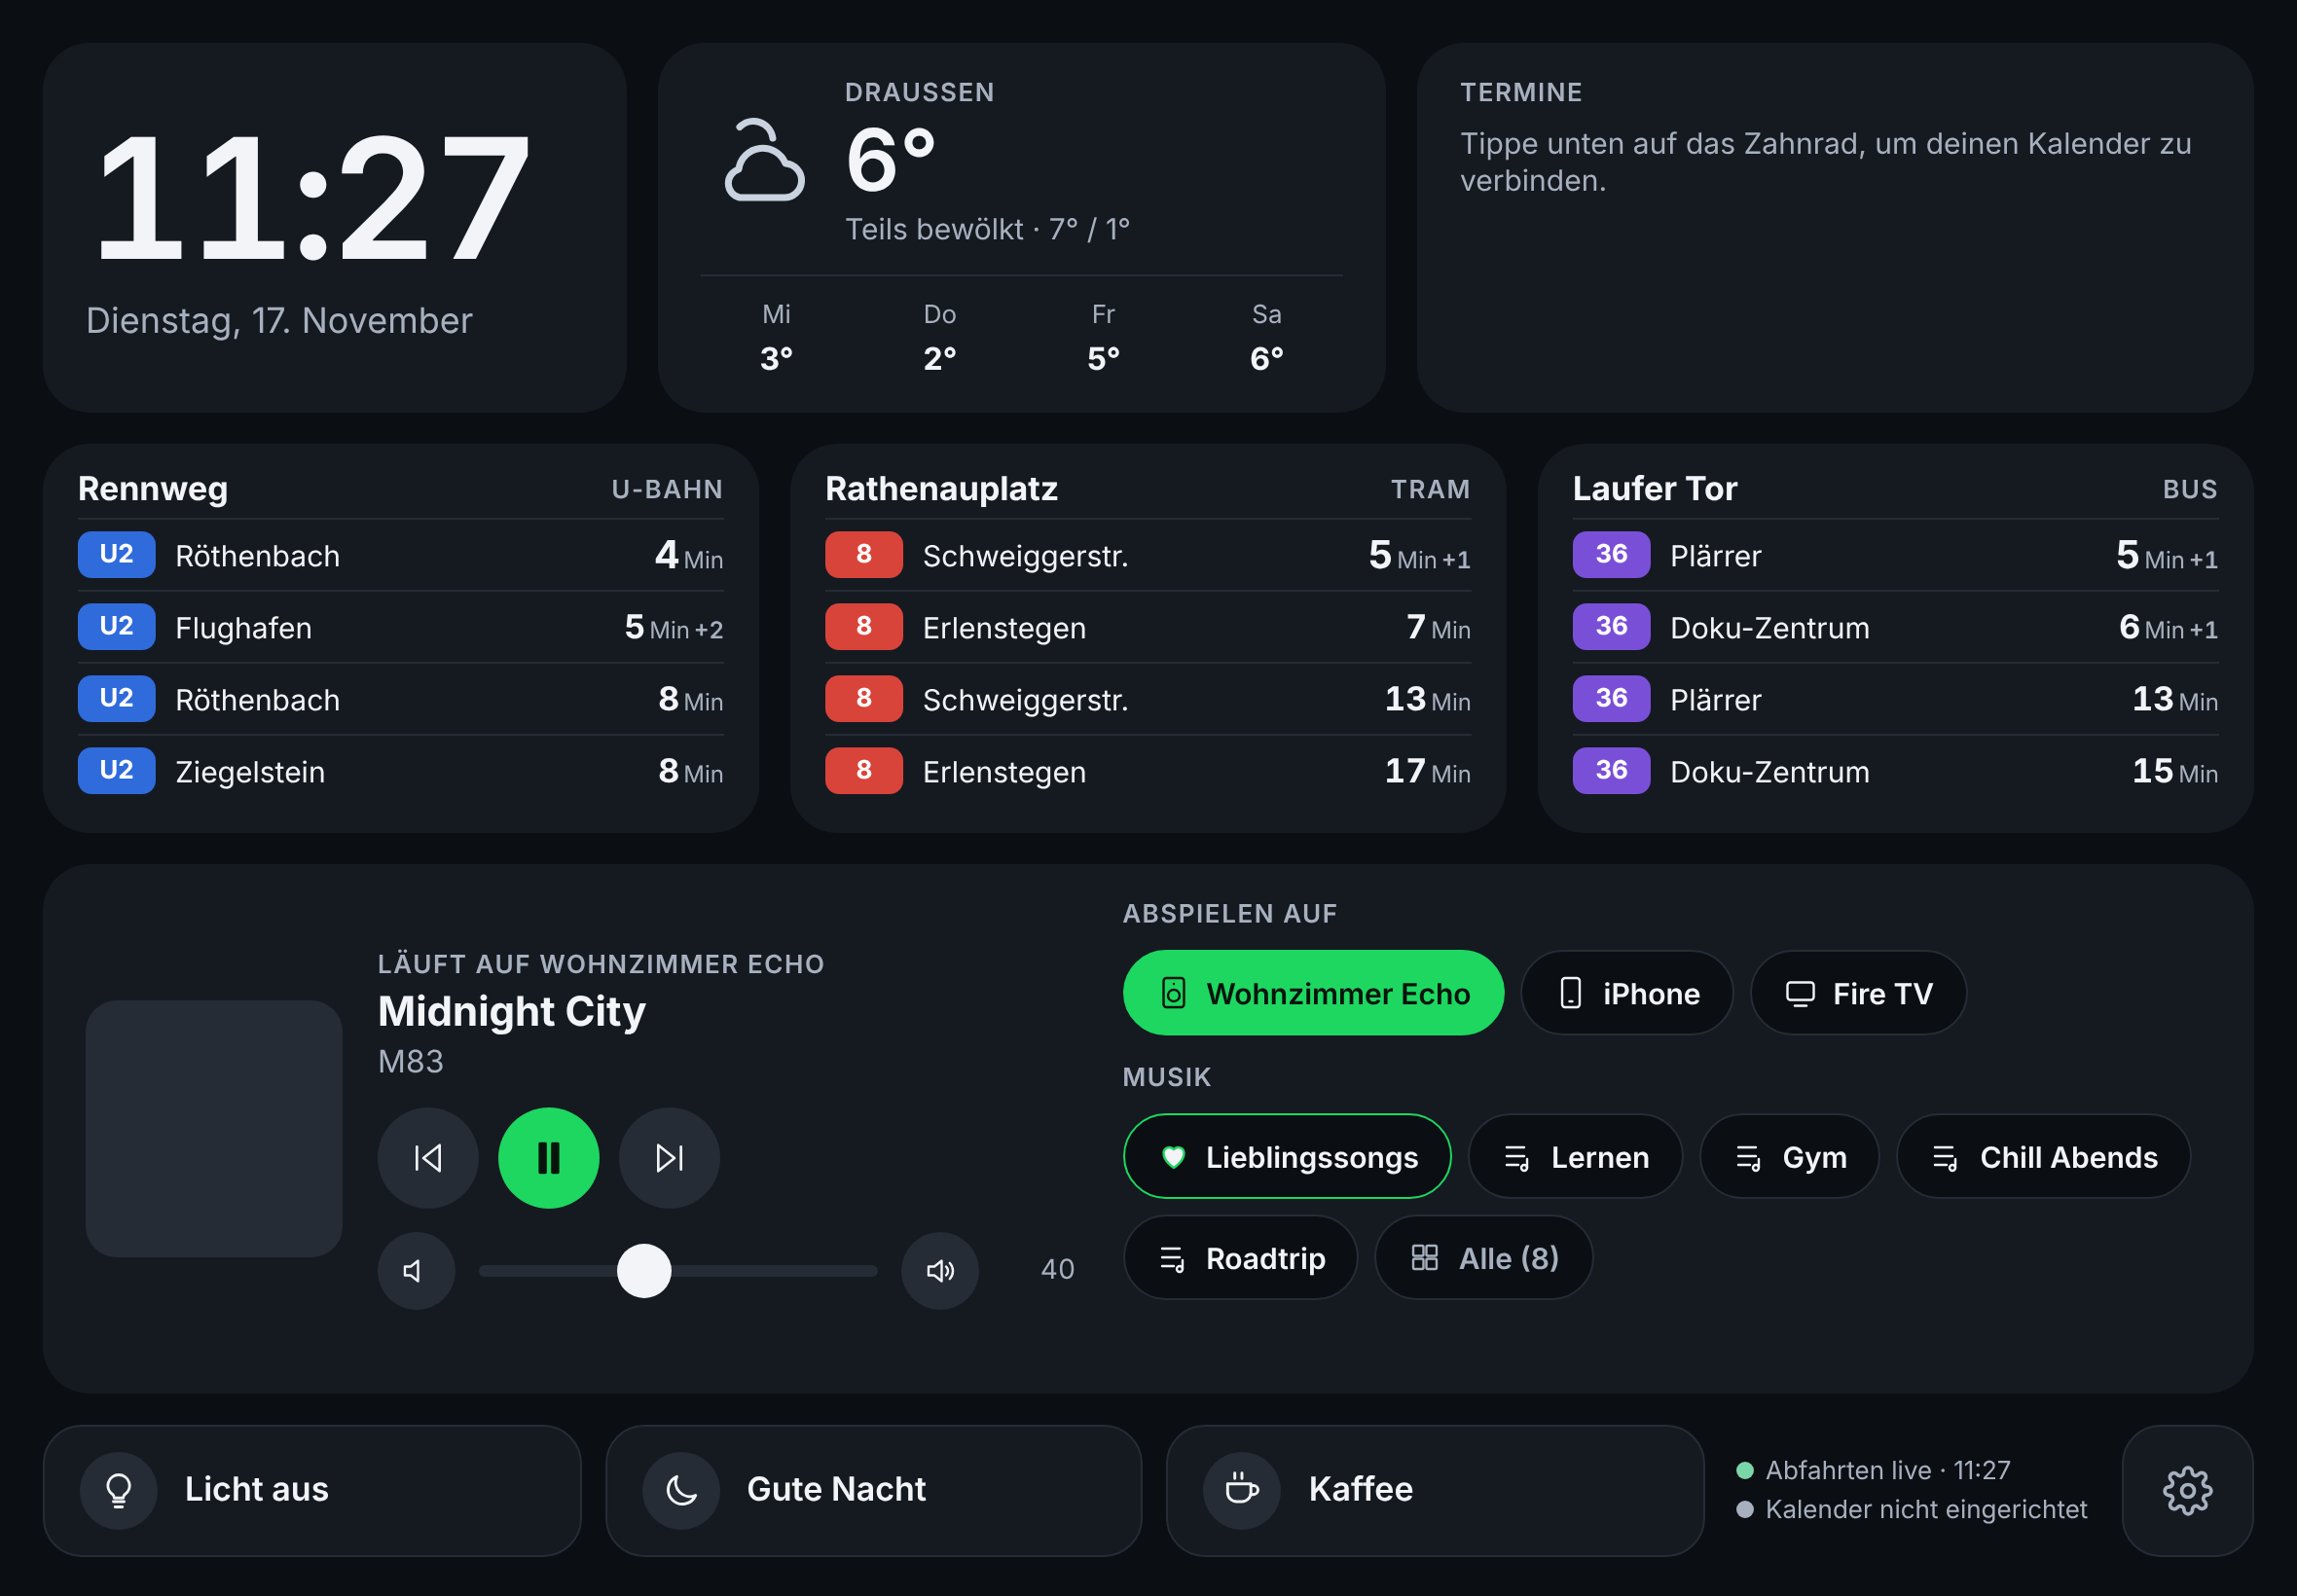 11:27
Dienstag, 17. November
DRAUSSEN
6°
Teils bewölkt · 7° / 1°
Mi Do Fr Sa
3° 2° 5° 6°
TERMINE
Tippe unten auf das Zahnrad, um deinen Kalender zu
verbinden.
Rennweg U-BAHN
U2 Röthenbach 4 Min
U2 Flughafen 5 Min +2
U2 Röthenbach 8 Min
U2 Ziegelstein 8 Min
Rathenauplatz TRAM
8 Schweiggerstr. 5 Min +1
8 Erlenstegen 7 Min
8 Schweiggerstr. 13 Min
8 Erlenstegen 17 Min
Laufer Tor BUS
36 Plärrer 5 Min +1
36 Doku-Zentrum 6 Min +1
36 Plärrer 13 Min
36 Doku-Zentrum 15 Min
LÄUFT AUF WOHNZIMMER ECHO
Midnight City
M83
40
ABSPIELEN AUF
Wohnzimmer Echo iPhone Fire TV
MUSIK
Lieblingssongs Lernen Gym Chill Abends
Roadtrip Alle (8)
Licht aus Gute Nacht Kaffee
Abfahrten live · 11:27
Kalender nicht eingerichtet